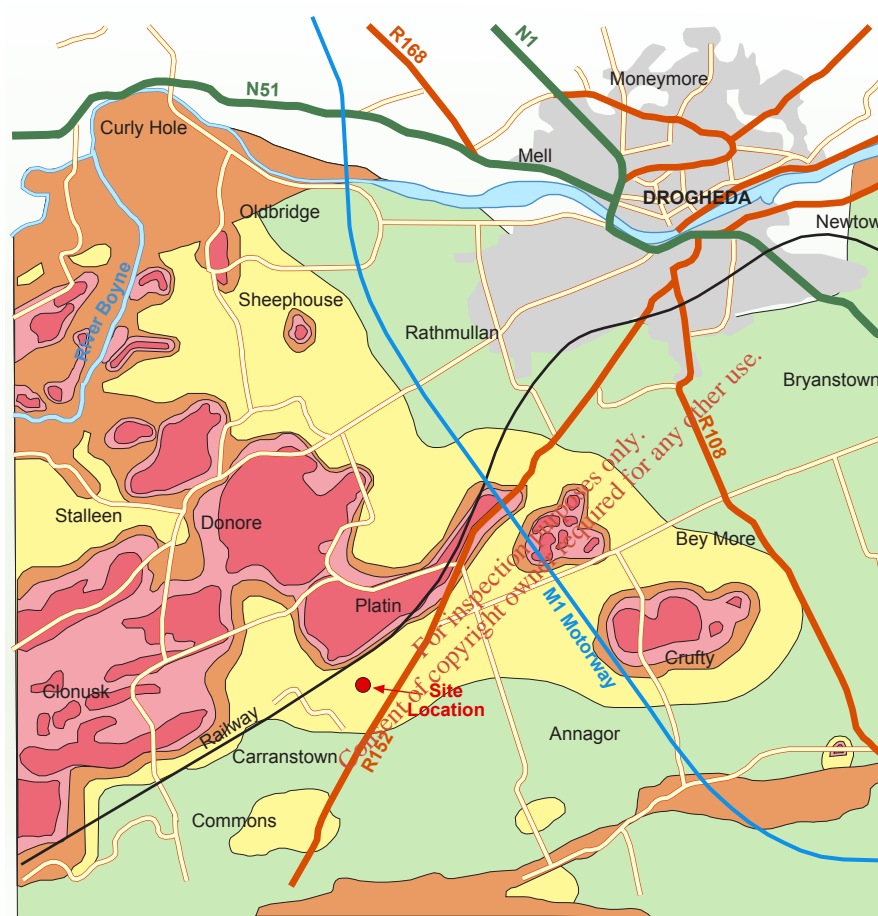 N1
R168
Moneymore
N51
Curly Hole
Mell
DROGHEDA
Oldbridge
Newtow
River Boyne
Sheephouse
Rathmullan
Bryanstown
R108
Stalleen
Donore
Bey More
Platin
M1 Motorway
Crufty
Clonusk
Site
Location
Railway
Annagor
Carranstown
R152
Commons
For inspection purposes only.
Consent of copyright owner required for any other use.